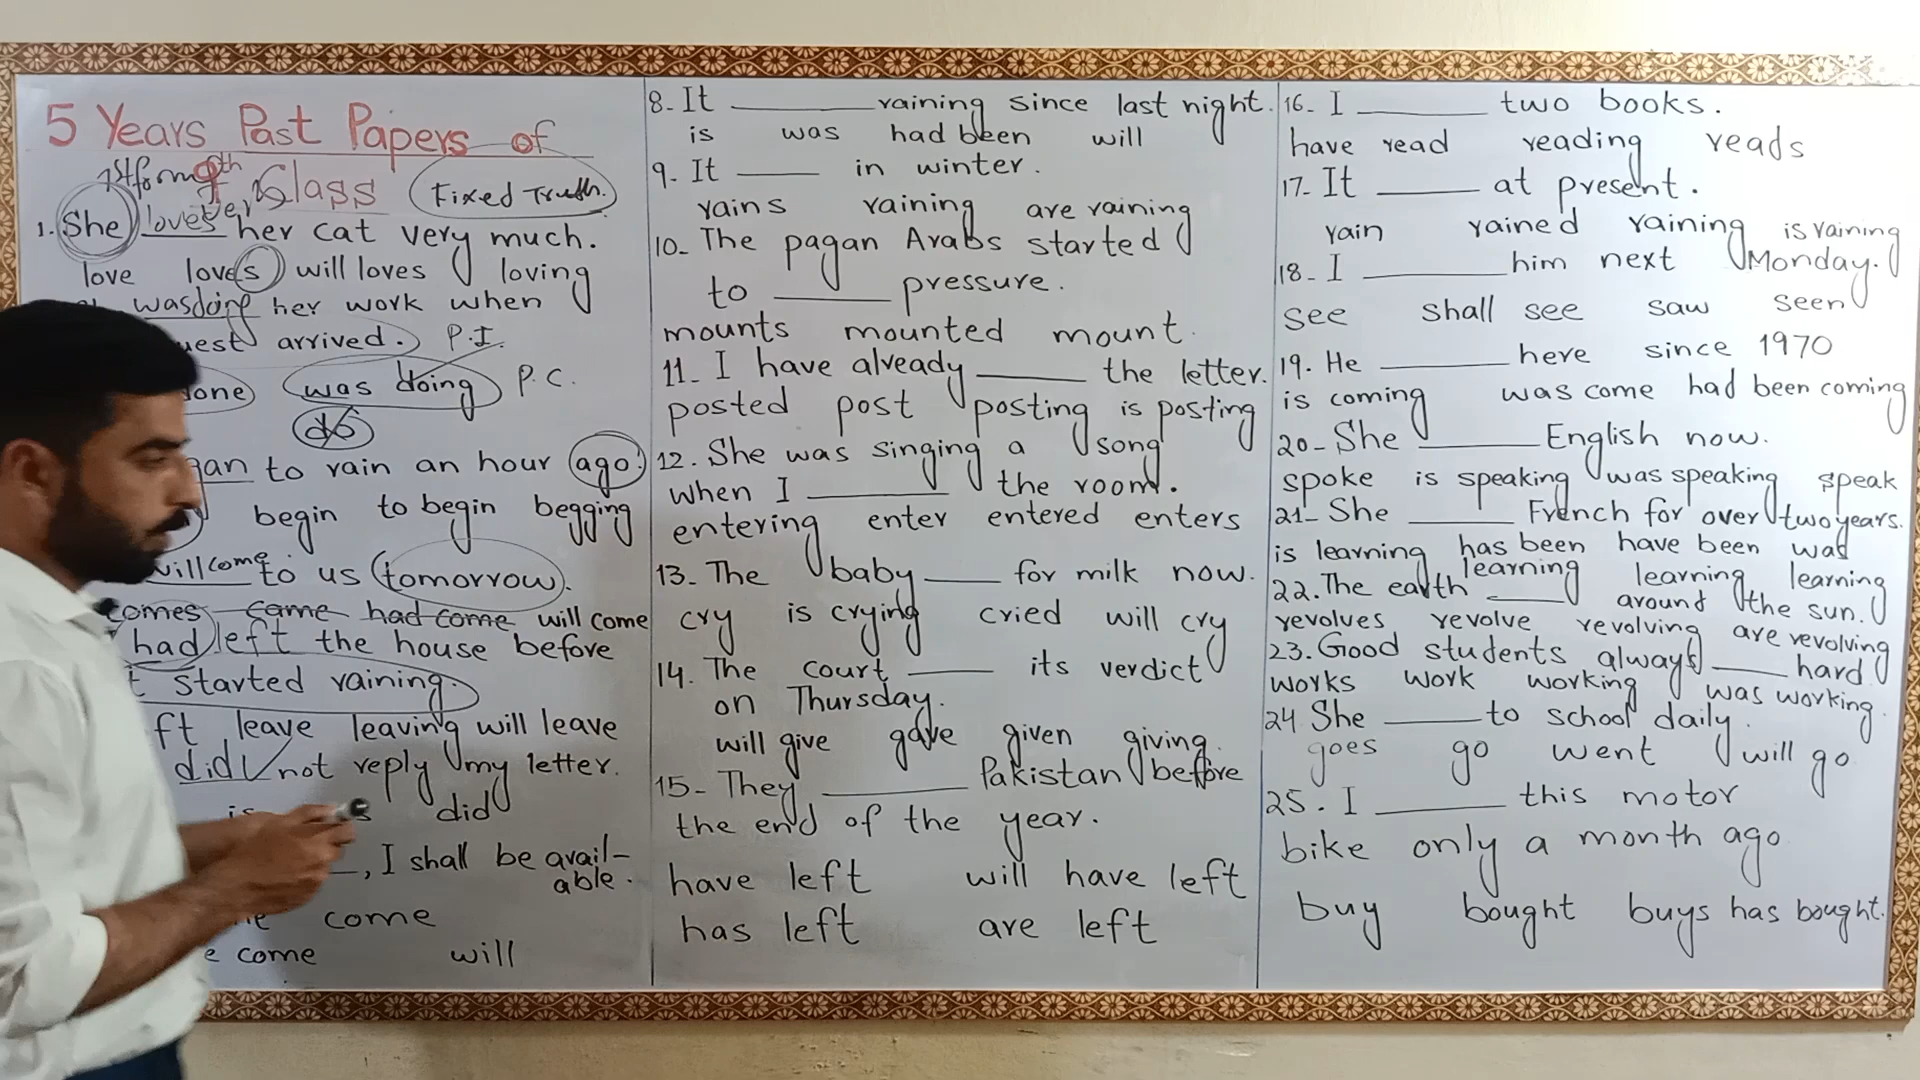 5 Years Past Papers of
9th Class
1st form
Fixed Truth.
1. She loves her cat very much.
love loves will loves loving
was doing her work when
arrived. P.I.
done was doing P.C.
do
to rain an hour ago.
begin to begin begging
will come to us tomorrow.
comes came had come will come
had left the house before
started raining.
leave leaving will leave
did not reply my letter.
is did
, I shall be avail-
able.
come
come will
8. It ______ raining since last night.
is was had been will
9. It ______ in winter.
rains raining are raining
10. The pagan Arabs started
to ______ pressure.
mounts mounted mount.
11. I have already ______ the letter.
posted post posting is posting
12. She was singing a song
when I ______ the room.
entering enter entered enters
13. The baby ______ for milk now.
cry is crying cried will cry
14. The court ______ its verdict
on Thursday.
will give gave given giving.
15- They ______ Pakistan before
the end of the year.
have left will have left
has left are left
16- I ______ two books.
have read reading reads
17- It ______ at present.
rain rained raining is raining
18- I ______ him next Monday.
see shall see saw seen
19. He ______ here since 1970
is coming was come had been coming
20- She ______ English now.
spoke is speaking was speaking speak
21- She ______ French for over two years.
is learning has been learning have been learning was learning
22. The earth ______ around the sun.
revolves revolve revolving are revolving
23. Good students always ______ hard
works work working was working.
24 She ______ to school daily.
goes go went will go
25. I ______ this motor
bike only a month ago
buy bought buys has bought.